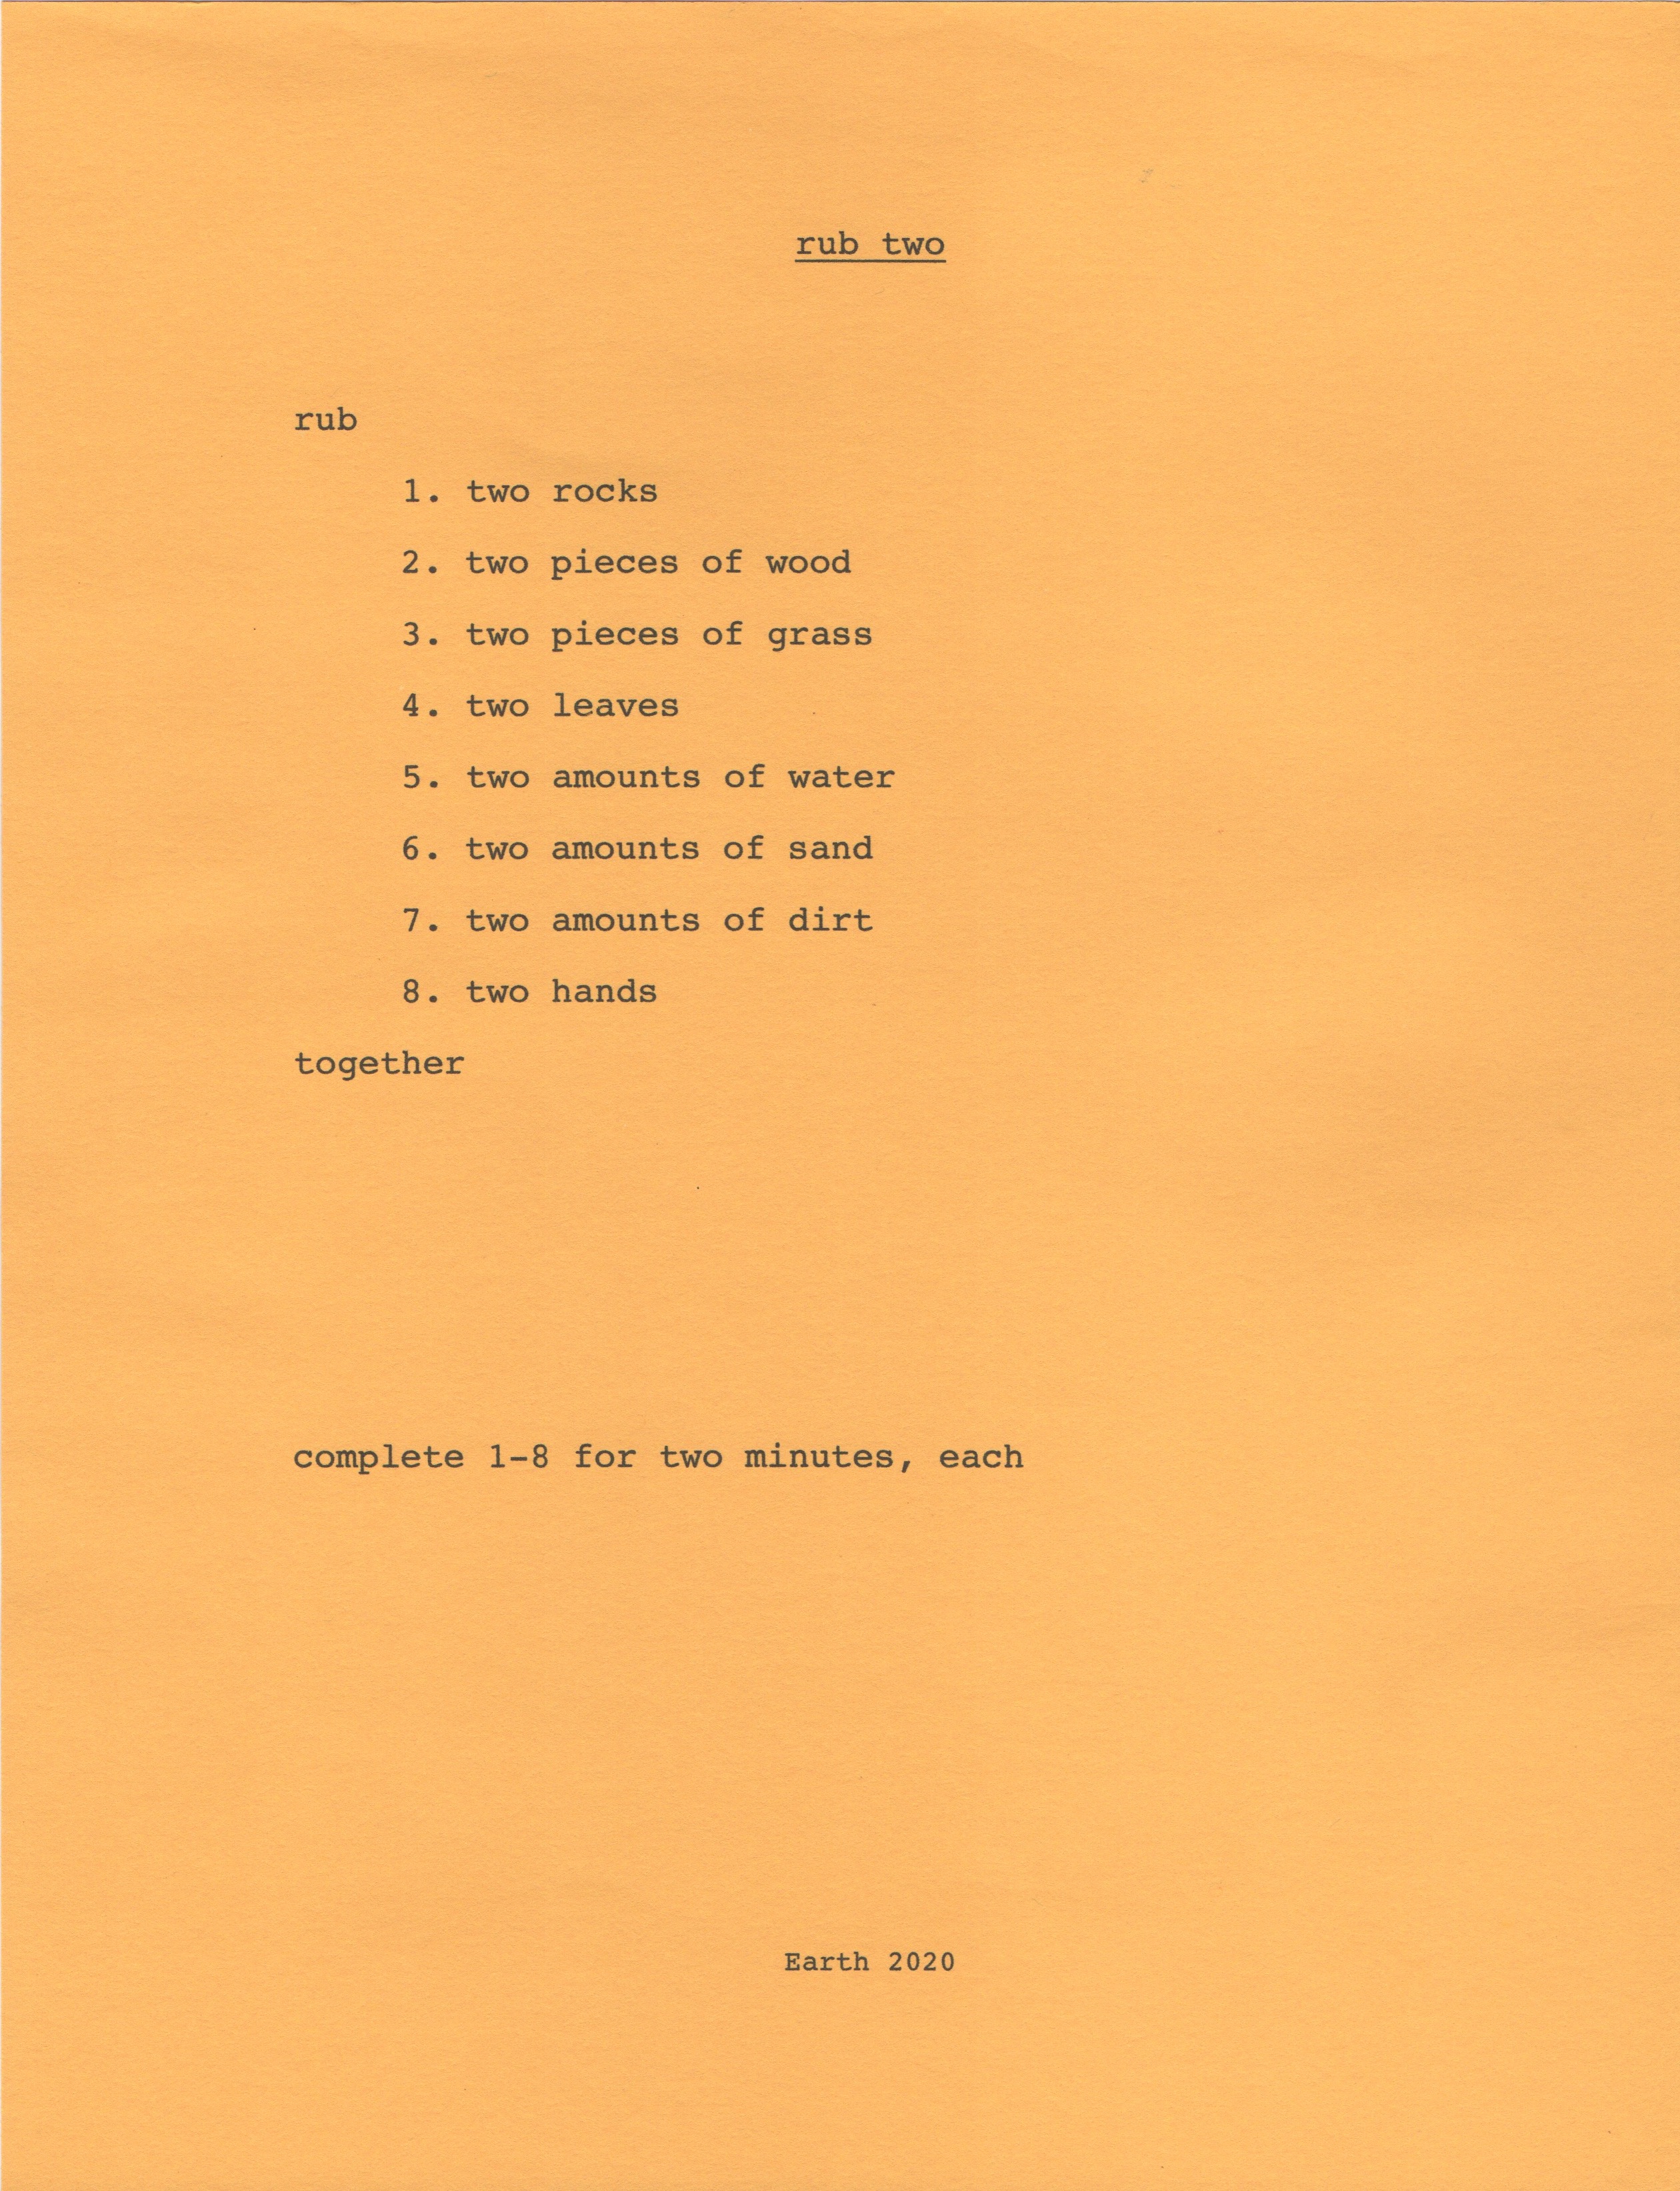 rub two
rub
1. two rocks
2. two pieces of wood
3. two pieces of grass
4. two leaves
5. two amounts of water
6. two amounts of sand
7. two amounts of dirt
8. two hands
together
complete 1-8 for two minutes, each
Earth 2020